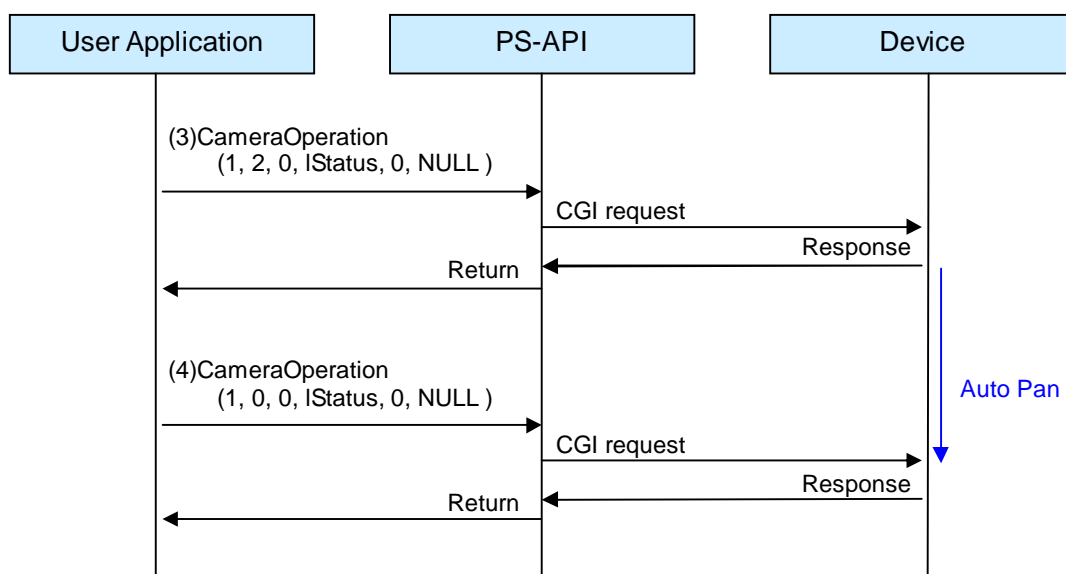 User Application
PS-API
Device
(3)CameraOperation
(1, 2, 0, lStatus, 0, NULL )
CGI request
Response
Return
(4)CameraOperation
(1, 0, 0, lStatus, 0, NULL )
Auto Pan
CGI request
Response
Return